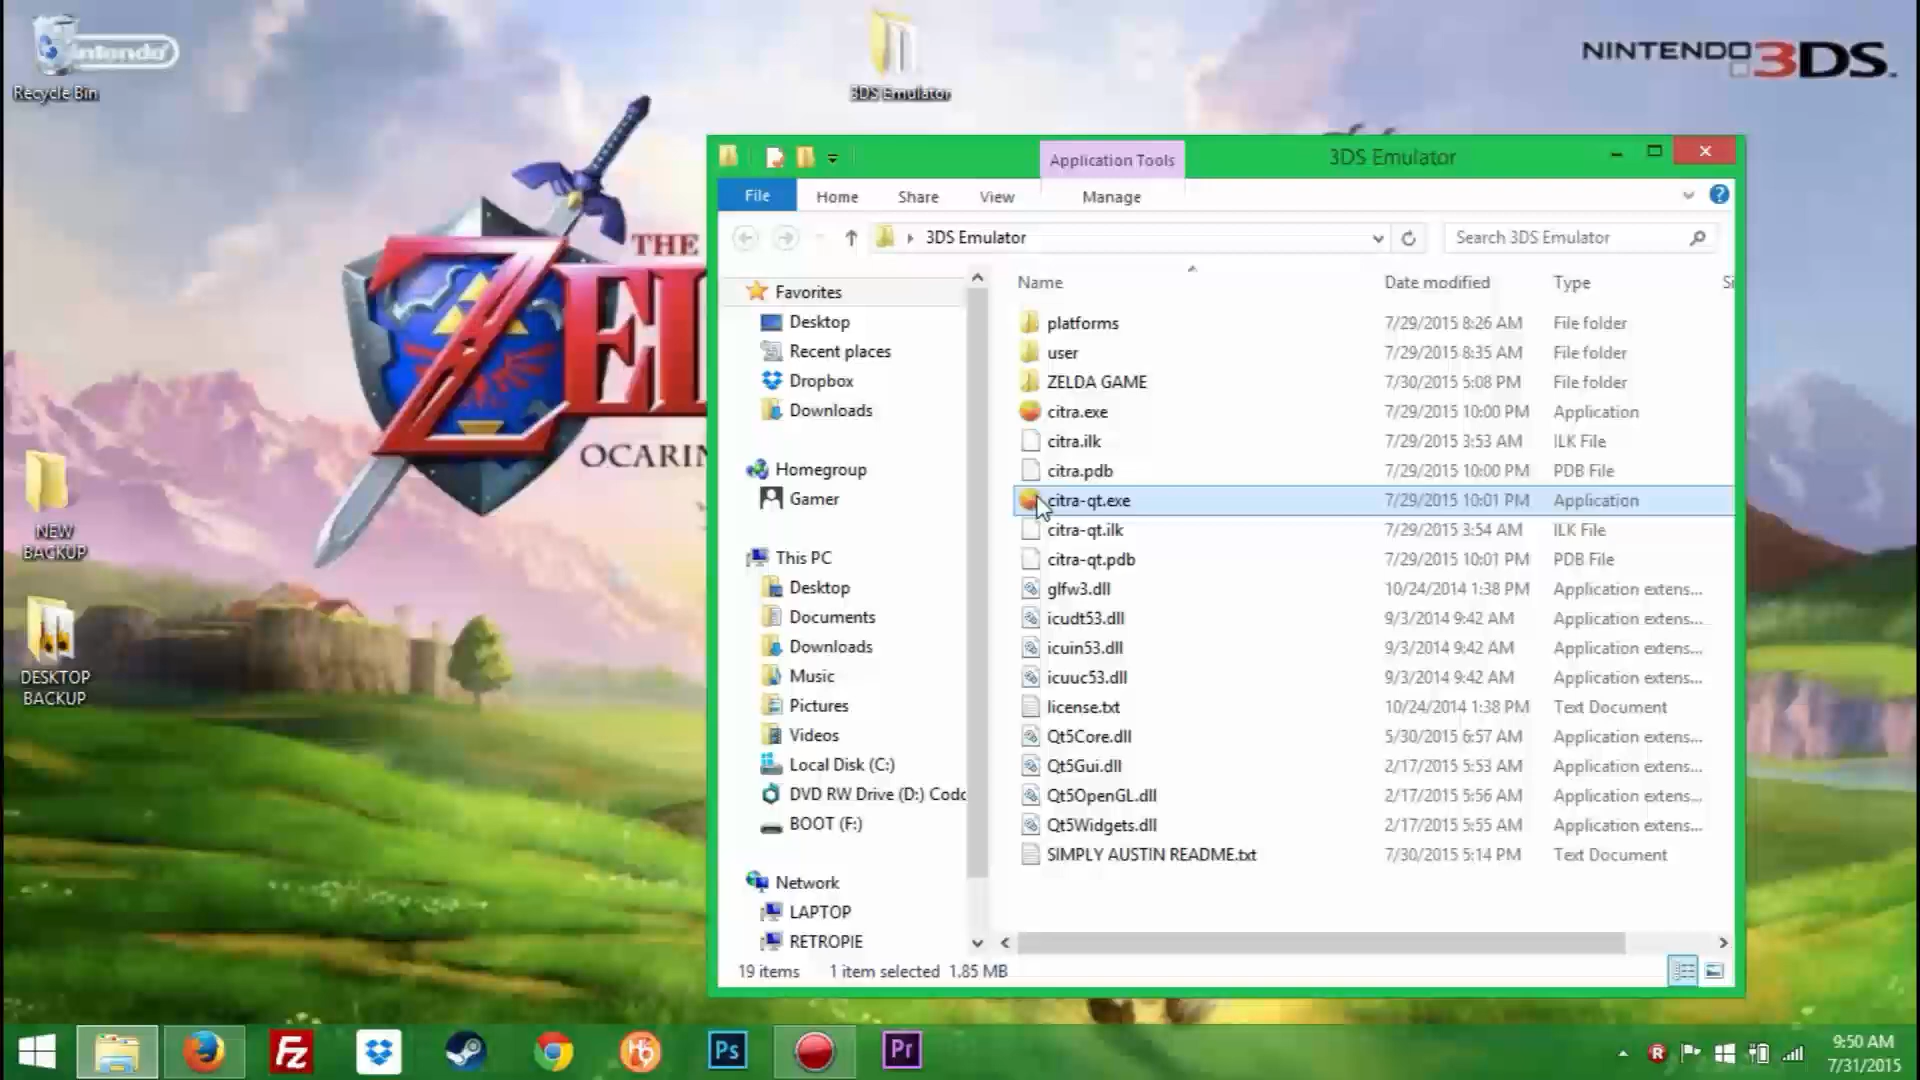 Nintendo
Recycle Bin
3DS Emulator
NINTENDO 3DS
THE
ZEL
OCARIN
NEW BACKUP
DESKTOP BACKUP
Application Tools
3DS Emulator
File Home Share View Manage
3DS Emulator
Search 3DS Emulator
Favorites
Desktop
Recent places
Dropbox
Downloads
Homegroup
Gamer
This PC
Desktop
Documents
Downloads
Music
Pictures
Videos
Local Disk (C:)
DVD RW Drive (D:) Codc
BOOT (F:)
Network
LAPTOP
RETROPIE
Name Date modified Type Si
platforms 7/29/2015 8:26 AM File folder
user 7/29/2015 8:35 AM File folder
ZELDA GAME 7/30/2015 5:08 PM File folder
citra.exe 7/29/2015 10:00 PM Application
citra.ilk 7/29/2015 3:53 AM ILK File
citra.pdb 7/29/2015 10:00 PM PDB File
citra-qt.exe 7/29/2015 10:01 PM Application
citra-qt.ilk 7/29/2015 3:54 AM ILK File
citra-qt.pdb 7/29/2015 10:01 PM PDB File
glfw3.dll 10/24/2014 1:38 PM Application extens...
icudt53.dll 9/3/2014 9:42 AM Application extens...
icuin53.dll 9/3/2014 9:42 AM Application extens...
icuuc53.dll 9/3/2014 9:42 AM Application extens...
license.txt 10/24/2014 1:38 PM Text Document
Qt5Core.dll 5/30/2015 6:57 AM Application extens...
Qt5Gui.dll 2/17/2015 5:53 AM Application extens...
Qt5OpenGL.dll 2/17/2015 5:56 AM Application extens...
Qt5Widgets.dll 2/17/2015 5:55 AM Application extens...
SIMPLY AUSTIN README.txt 7/30/2015 5:14 PM Text Document
19 items 1 item selected 1.85 MB
Fz
Ps
Pr
R
9:50 AM
7/31/2015